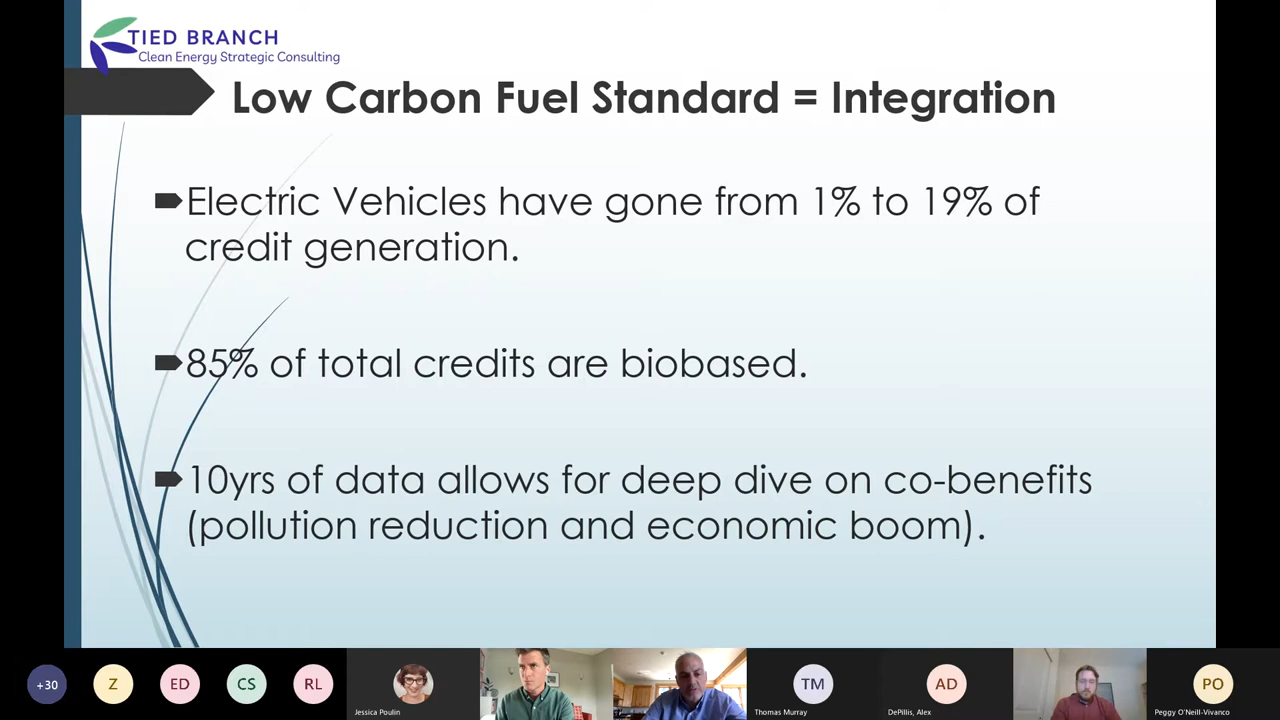 TIED BRANCH
Clean Energy Strategic Consulting
Low Carbon Fuel Standard = Integration
Electric Vehicles have gone from 1% to 19% of
credit generation.
85% of total credits are biobased.
10yrs of data allows for deep dive on co-benefits
(pollution reduction and economic boom).
+30
Z
ED
CS
RL
Jessica Poulin
TM
Thomas Murray
AD
DePillis, Alex
PO
Peggy O'Neill-Vivanco